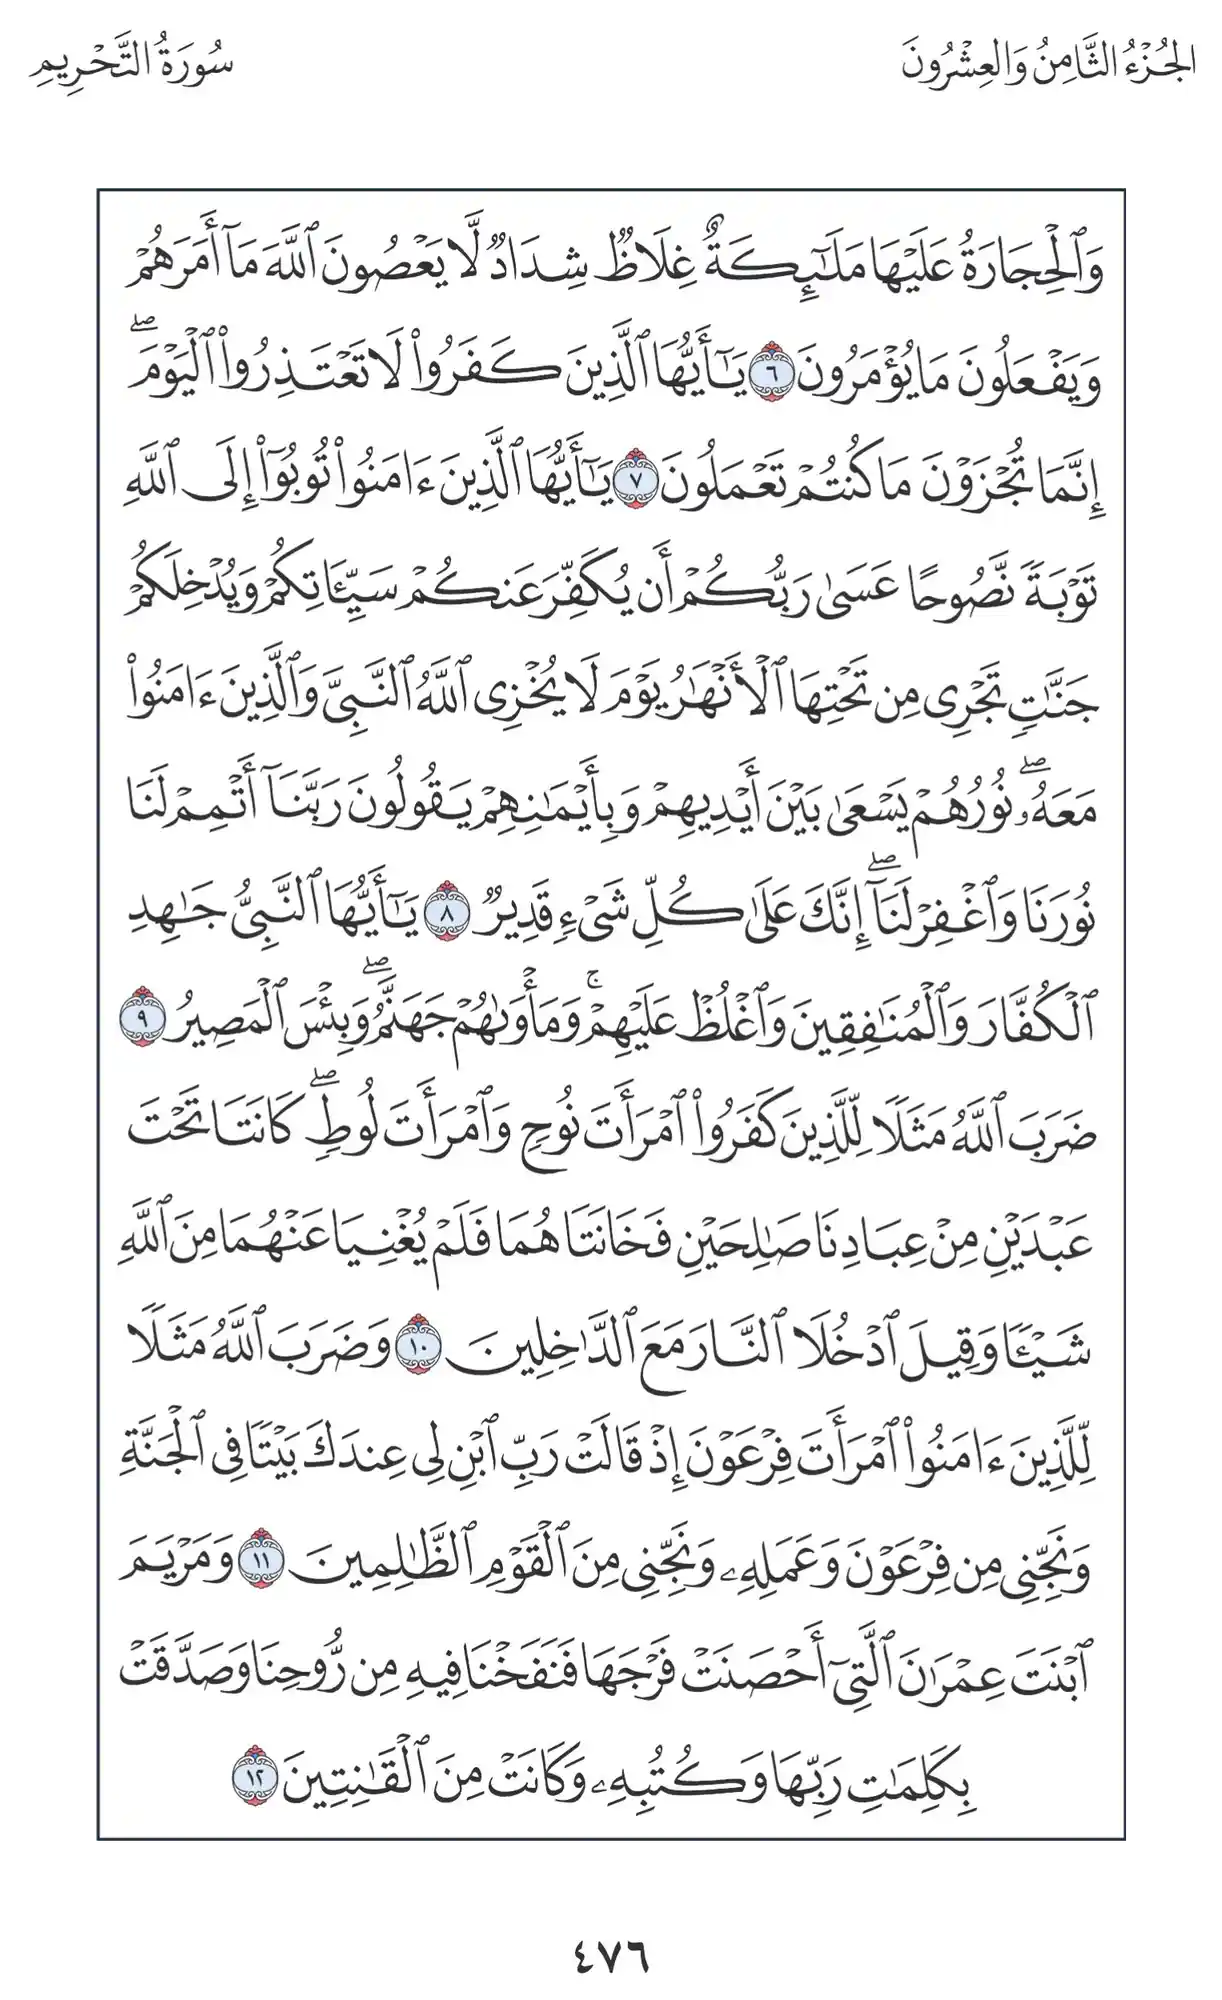 الجُزْءُ الثَّامِنُ وَالعِشْرُونَ
سُورَةُ التَّحْرِيمِ
وَٱلْحِجَارَةُ عَلَيْهَا مَلَـٰٓئِكَةٌ غِلَاظٌ شِدَادٌ لَّا يَعْصُونَ ٱللَّهَ مَآ أَمَرَهُمْ
وَيَفْعَلُونَ مَا يُؤْمَرُونَ ٦ يَـٰٓأَيُّهَا ٱلَّذِينَ كَفَرُوا۟ لَا تَعْتَذِرُوا۟ ٱلْيَوْمَ ۖ
إِنَّمَا تُجْزَوْنَ مَا كُنتُمْ تَعْمَلُونَ ٧ يَـٰٓأَيُّهَا ٱلَّذِينَ ءَامَنُوا۟ تُوبُوٓا۟ إِلَى ٱللَّهِ
تَوْبَةً نَّصُوحًا عَسَىٰ رَبُّكُمْ أَن يُكَفِّرَ عَنكُمْ سَيِّـَٔاتِكُمْ وَيُدْخِلَكُمْ
جَنَّـٰتٍ تَجْرِى مِن تَحْتِهَا ٱلْأَنْهَـٰرُ يَوْمَ لَا يُخْزِى ٱللَّهُ ٱلنَّبِىَّ وَٱلَّذِينَ ءَامَنُوا۟
مَعَهُۥ ۖ نُورُهُمْ يَسْعَىٰ بَيْنَ أَيْدِيهِمْ وَبِأَيْمَـٰنِهِمْ يَقُولُونَ رَبَّنَآ أَتْمِمْ لَنَا
نُورَنَا وَٱغْفِرْ لَنَآ ۖ إِنَّكَ عَلَىٰ كُلِّ شَىْءٍ قَدِيرٌ ٨ يَـٰٓأَيُّهَا ٱلنَّبِىُّ جَـٰهِدِ
ٱلْكُفَّارَ وَٱلْمُنَـٰفِقِينَ وَٱغْلُظْ عَلَيْهِمْ ۚ وَمَأْوَىٰهُمْ جَهَنَّمُ ۖ وَبِئْسَ ٱلْمَصِيرُ ٩
ضَرَبَ ٱللَّهُ مَثَلًا لِّلَّذِينَ كَفَرُوا۟ ٱمْرَأَتَ نُوحٍ وَٱمْرَأَتَ لُوطٍ ۖ كَانَتَا تَحْتَ
عَبْدَيْنِ مِنْ عِبَادِنَا صَـٰلِحَيْنِ فَخَانَتَاهُمَا فَلَمْ يُغْنِيَا عَنْهُمَا مِنَ ٱللَّهِ
شَيْـًٔا وَقِيلَ ٱدْخُلَا ٱلنَّارَ مَعَ ٱلدَّٰخِلِينَ ١٠ وَضَرَبَ ٱللَّهُ مَثَلًا
لِّلَّذِينَ ءَامَنُوا۟ ٱمْرَأَتَ فِرْعَوْنَ إِذْ قَالَتْ رَبِّ ٱبْنِ لِى عِندَكَ بَيْتًا فِى ٱلْجَنَّةِ
وَنَجِّنِى مِن فِرْعَوْنَ وَعَمَلِهِۦ وَنَجِّنِى مِنَ ٱلْقَوْمِ ٱلظَّـٰلِمِينَ ١١ وَمَرْيَمَ
ٱبْنَتَ عِمْرَٰنَ ٱلَّتِىٓ أَحْصَنَتْ فَرْجَهَا فَنَفَخْنَا فِيهِ مِن رُّوحِنَا وَصَدَّقَتْ
بِكَلِمَـٰتِ رَبِّهَا وَكُتُبِهِۦ وَكَانَتْ مِنَ ٱلْقَـٰنِتِينَ ١٢
٤٧٦